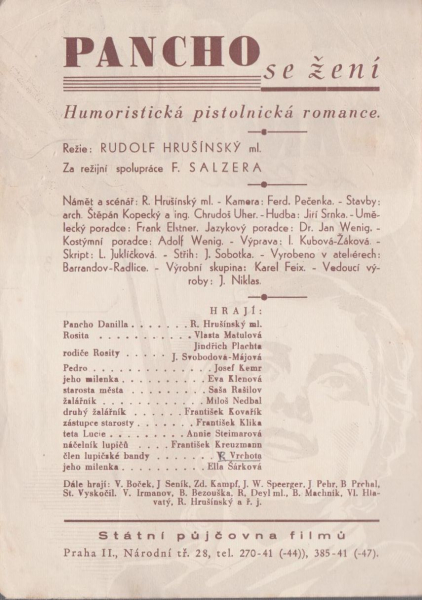 PANCHO se žení
Humoristická pistolnická romance.
Režie: RUDOLF HRUŠÍNSKÝ ml.
Za režijní spolupráce F. SALZERA
Námět a scénář: R. Hrušínský ml. - Kamera: Ferd. Pečenka. - Stavby:
arch. Štěpán Kopecký a ing. Chrudoš Uher. - Hudba: Jiří Srnka. - Umě-
lecký poradce: Frank Elstner. Jazykový poradce: Dr. Jan Wenig. -
Kostýmní poradce: Adolf Wenig. - Výprava: I. Kubová-Žáková. -
Skript: L. Juklíčková. - Střih: J. Sobotka. - Vyrobeno v atelierech:
Barrandov-Radlice. - Výrobní skupina: Karel Feix. - Vedoucí vý-
roby: J. Niklas.
HRAJÍ:
Pancho Danilla . . . . . . . R. Hrušínský ml.
Rosita . . . . . . . . . . . Vlasta Matulová
rodiče Rosity . . . . . . Jindřich Plachta
J. Svobodová-Májová
Pedro . . . . . . . . . . . . . Josef Kemr
jeho milenka . . . . . . . . . Eva Klenová
starosta města . . . . . . . . Saša Rašilov
žalářník . . . . . . . . . . . Miloš Nedbal
druhý žalářník . . . . . . František Kovařík
zástupce starosty . . . . . . František Klika
teta Lucie . . . . . . . . Annie Steimarová
náčelník lupičů . . . . František Kreuzmann
člen lupičské bandy . . . . . . V. Vrhota
jeho milenka . . . . . . . . . Ella Šárková
Dále hrají: V. Boček, J Seník, Zd. Kampf, J. W. Speerger, J. Pehr, B Prchal,
St. Vyskočil. V. Irmanov, B. Bezouška. R. Deyl ml., B. Machník, Vl. Hla-
vatý, R. Hrušínský a ř. j.
Státní půjčovna filmů
Praha II., Národní tř. 28, tel. 270-41 (-44)), 385-41 (-47).